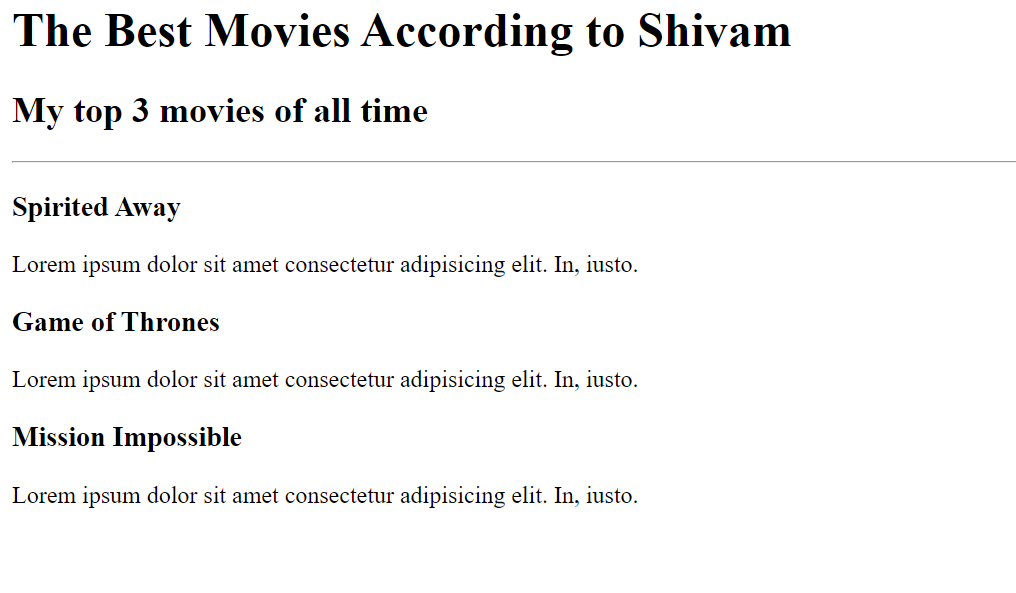 The Best Movies According to Shivam
My top 3 movies of all time
Spirited Away
Lorem ipsum dolor sit amet consectetur adipisicing elit. In, iusto.
Game of Thrones
Lorem ipsum dolor sit amet consectetur adipisicing elit. In, iusto.
Mission Impossible
Lorem ipsum dolor sit amet consectetur adipisicing elit. In, iusto.